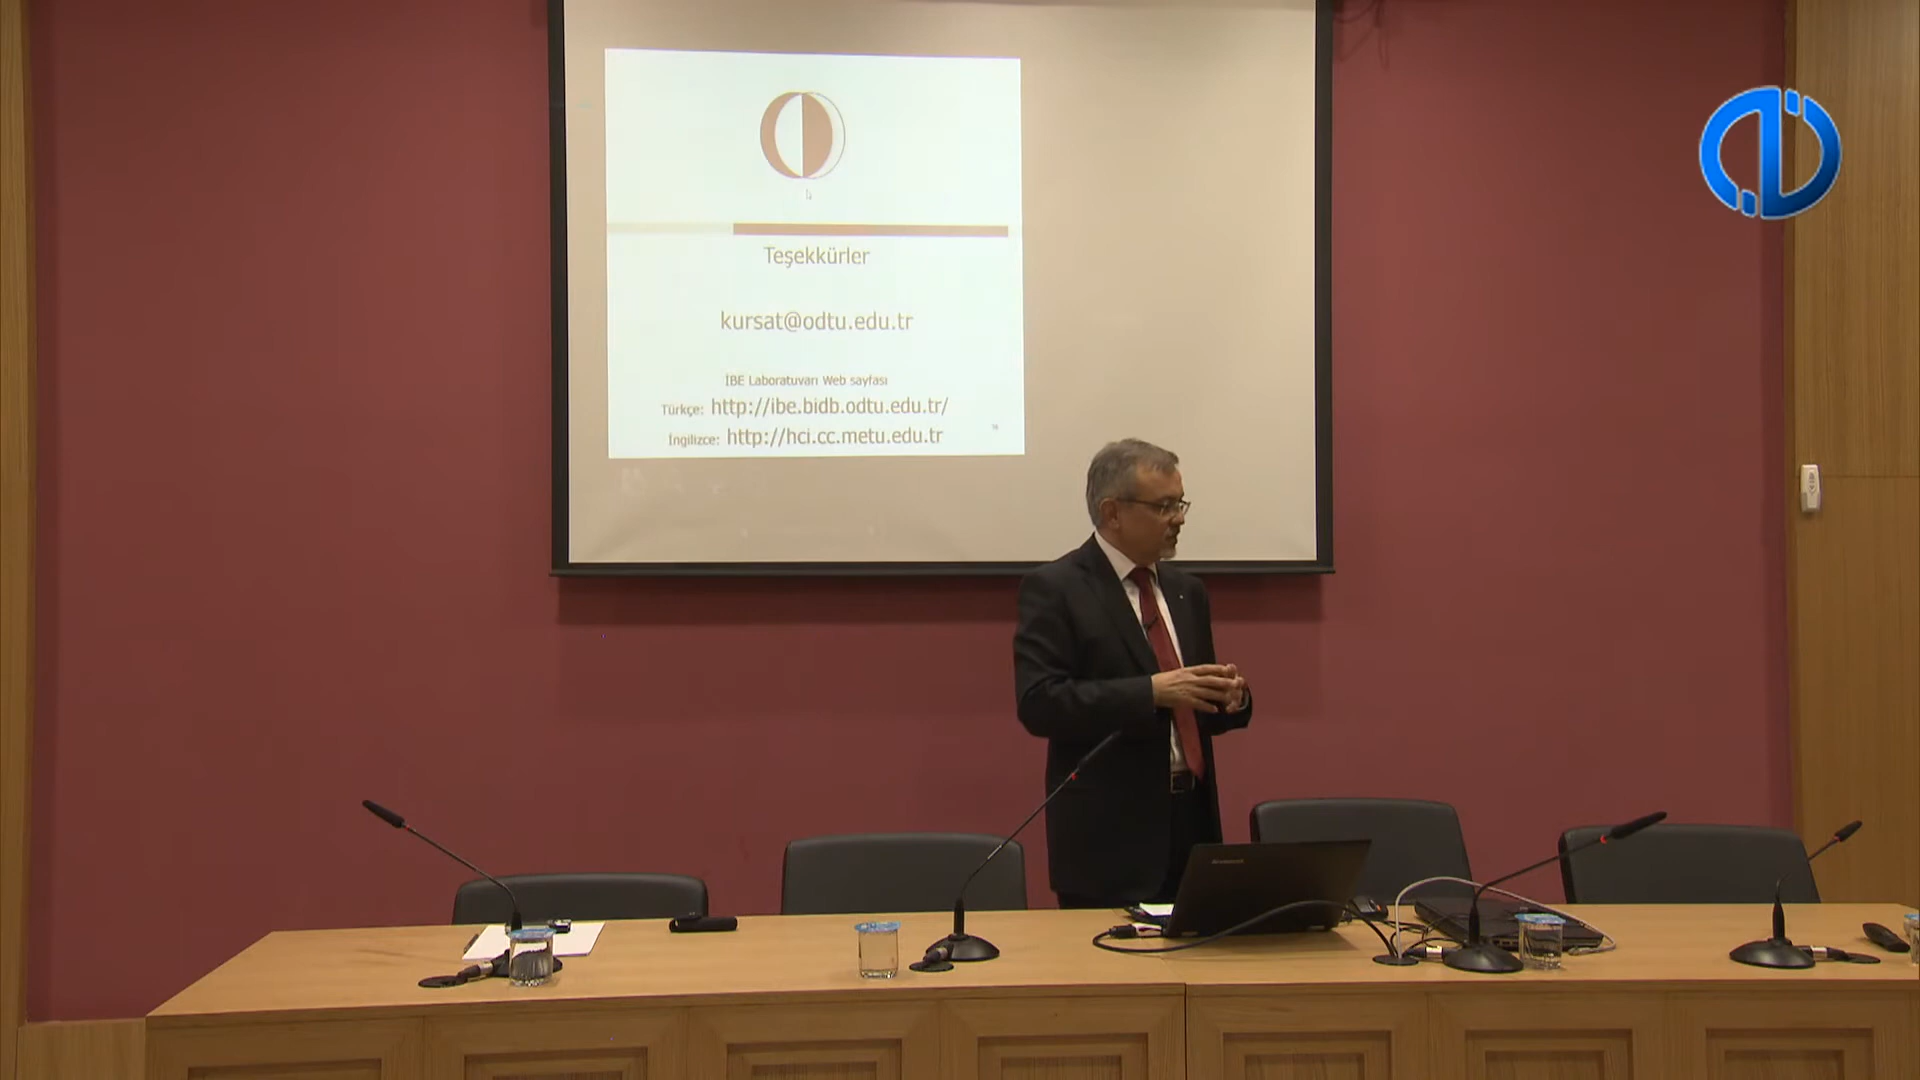 Teşekkürler
kursat@odtu.edu.tr
İBE Laboratuvarı Web sayfası
Türkçe: http://ibe.bidb.odtu.edu.tr/
İngilizce: http://hci.cc.metu.edu.tr